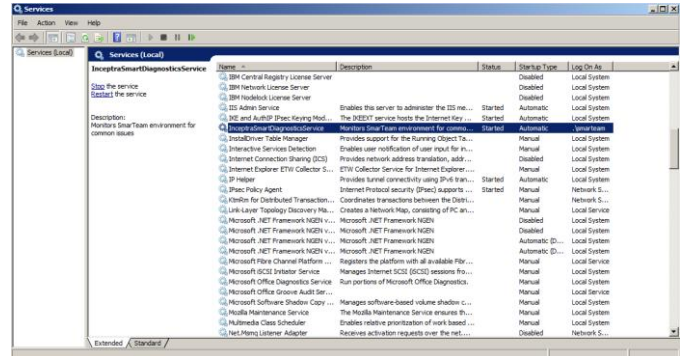 Services
File Action View Help
Services (Local)
Services (Local)
InceptraSmartDiagnosticsService
Stop the service
Restart the service
Description:
Monitors SmarTeam environment for
common issues
Name Description Status Startup Type Log On As
IBM Central Registry License Server Disabled Local System
IBM Network License Server Disabled Local System
IBM Nodelock License Server Disabled Local System
IIS Admin Service Enables this server to administer the IIS me... Started Automatic Local System
IKE and AuthIP IPsec Keying Mod... The IKEEXT service hosts the Internet Key ... Started Automatic Local System
InceptraSmartDiagnosticsService Monitors SmarTeam environment for commo... Started Automatic .\smarteam
InstallDriver Table Manager Provides support for the Running Object Ta... Manual Local System
Interactive Services Detection Enables user notification of user input for in... Manual Local System
Internet Connection Sharing (ICS) Provides network address translation, addr... Disabled Local System
Internet Explorer ETW Collector S... ETW Collector Service for Internet Explorer.... Manual Local System
IP Helper Provides tunnel connectivity using IPv6 tran... Started Automatic Local System
IPsec Policy Agent Internet Protocol security (IPsec) supports ... Started Manual Network S...
KtmRm for Distributed Transaction... Coordinates transactions between the Distri... Manual Network S...
Link-Layer Topology Discovery Ma... Creates a Network Map, consisting of PC an... Manual Local Service
Microsoft .NET Framework NGEN v... Microsoft .NET Framework NGEN Disabled Local System
Microsoft .NET Framework NGEN v... Microsoft .NET Framework NGEN Disabled Local System
Microsoft .NET Framework NGEN v... Microsoft .NET Framework NGEN Automatic (D... Local System
Microsoft .NET Framework NGEN v... Microsoft .NET Framework NGEN Automatic (D... Local System
Microsoft Fibre Channel Platform ... Registers the platform with all available Fibr... Manual Local Service
Microsoft iSCSI Initiator Service Manages Internet SCSI (iSCSI) sessions fro... Manual Local System
Microsoft Office Diagnostics Service Run portions of Microsoft Office Diagnostics. Manual Local System
Microsoft Office Groove Audit Ser... Manual Local Service
Microsoft Software Shadow Copy ... Manages software-based volume shadow c... Manual Local System
Mozilla Maintenance Service The Mozilla Maintenance Service ensures th... Manual Local System
Multimedia Class Scheduler Enables relative prioritization of work based ... Manual Local System
Net.Msmq Listener Adapter Receives activation requests over the net.... Disabled Network S...
Extended Standard